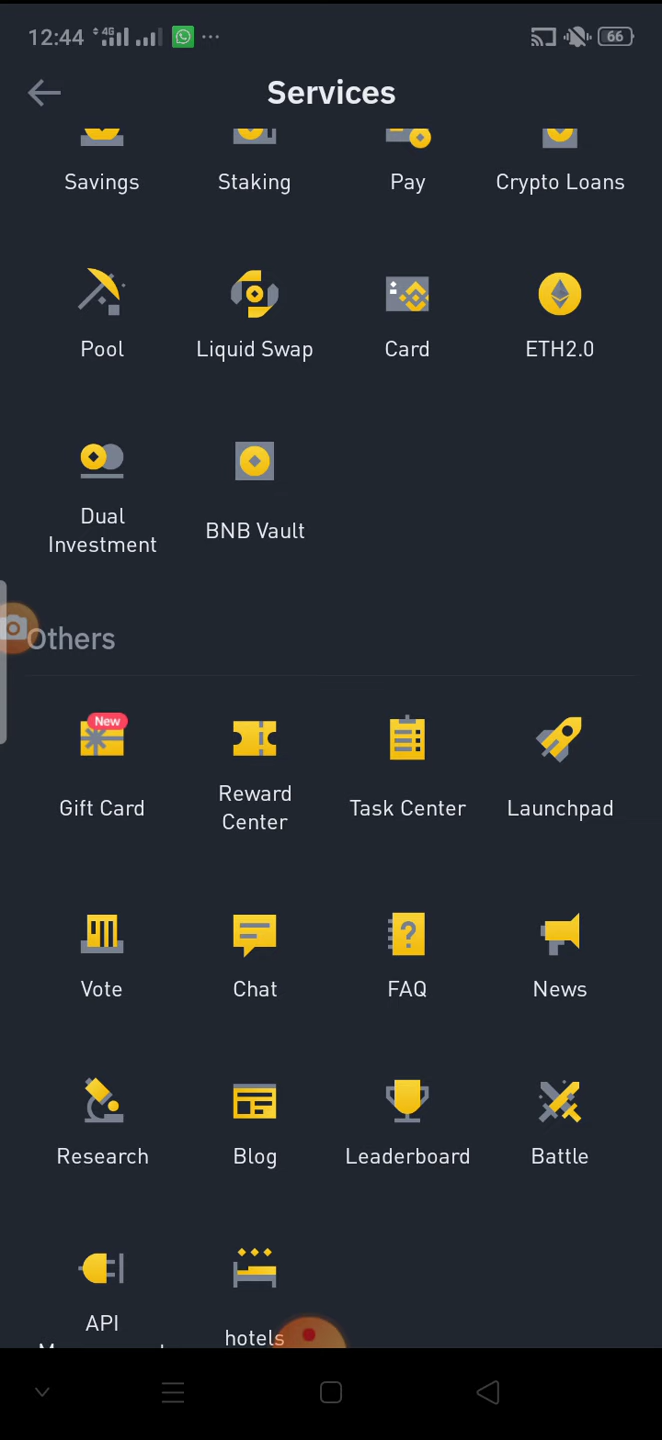 12:44 4G 66
Services
Savings Staking Pay Crypto Loans
Pool Liquid Swap Card ETH2.0
Dual
Investment BNB Vault
Others
New
Gift Card Reward
Center Task Center Launchpad
Vote Chat FAQ News
Research Blog Leaderboard Battle
API
hotels